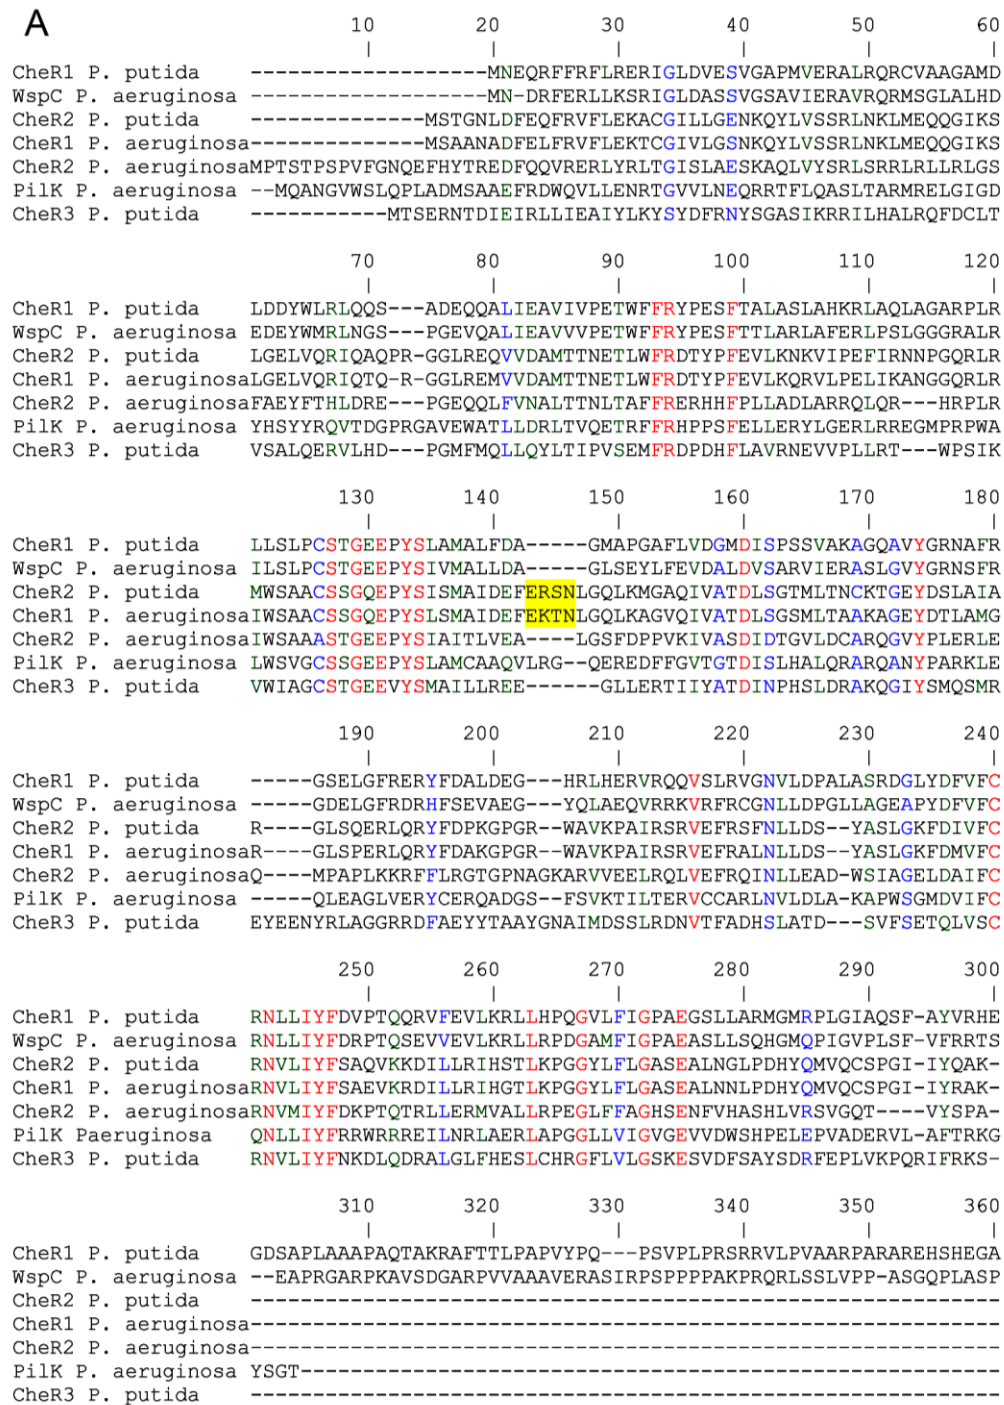 A
10 20 30 40 50 60
| | | | | |
CheR1 P. putida -------------------MNEQRFFRFLRERIGLDVESVGAPMVERALRQRCVAAGAMD
WspC P. aeruginosa -------------------MN-DRFERLLKSRIGLDASSVGSAVIERAVRQRMSGLALHD
CheR2 P. putida --------------MSTGNLDFEQFRVFLEKACGILLGENKQYLVSSRLNKLMEQQGIKS
CheR1 P. aeruginosa--------------MSAANADFELFRVFLEKTCGIVLGSNKQYLVSSRLNKLMEQQGIKS
CheR2 P. aeruginosaMPTSTPSPVFGNQEFHYTREDFQQVRERLYRLTGISLAESKAQLVYSRLSRRLRLLRLGS
PilK P. aeruginosa --MQANGVWSLQPLADMSAAEFRDWQVLLENRTGVVLNEQRRTFLQASLTARMRELGIGD
CheR3 P. putida -----------MTSERNTDIEIRLLIEAIYLKYSYDFRNYSGASIKRRILHALRQFDCLT
70 80 90 100 110 120
| | | | | |
CheR1 P. putida LDDYWLRLQQS---ADEQQALIEAVIVPETWFFRYPESFTALASLAHKRLAQLAGARPLR
WspC P. aeruginosa EDEYWMRLNGS---PGEVQALIEAVVVPETWFFRYPESFTTLARLAFERLPSLGGGRALR
CheR2 P. putida LGELVQRIQAQPR-GGLREQVVDAMTTNETLWFRDTYPFEVLKNKVIPEFIRNNPGQRLR
CheR1 P. aeruginosaLGELVQRIQTQ-R-GGLREMVVDAMTTNETLWFRDTYPFEVLKQRVLPELIKANGGQRLR
CheR2 P. aeruginosaFAEYFTHLDRE---PGEQQLFVNALTTNLTAFFRERHHFPLLADLARRQLQR---HRPLR
PilK P. aeruginosa YHSYYRQVTDGPRGAVEWATLLDRLTVQETRFFRHPPSFELLERYLGERLRREGMPRPWA
CheR3 P. putida VSALQERVLHD---PGMFMQLLQYLTIPVSEMFRDPDHFLAVRNEVVPLLRT---WPSIK
130 140 150 160 170 180
| | | | | |
CheR1 P. putida LLSLPCSTGEEPYSLAMALFDA-----GMAPGAFLVDGMDISPSSVAKAGQAVYGRNAFR
WspC P. aeruginosa ILSLPCSTGEEPYSIVMALLDA-----GLSEYLFEVDALDVSARVIERASLGVYGRNSFR
CheR2 P. putida MWSAACSSGQEPYSISMAIDEFERSNLGQLKMGAQIVATDLSGTMLTNCKTGEYDSLAIA
CheR1 P. aeruginosaIWSAACSSGQEPYSLSMAIDEFEKTNLGQLKAGVQIVATDLSGSMLTAAKAGEYDTLAMG
CheR2 P. aeruginosaIWSAAASTGEEPYSIAITLVEA----LGSFDPPVKIVASDIDTGVLDCARQGVYPLERLE
PilK P. aeruginosa LWSVGCSSGEEPYSLAMCAAQVLRG--QEREDFFGVTGTDISLHALQRARQANYPARKLE
CheR3 P. putida VWIAGCSTGEEVYSMAILLREE------GLLERTIIYATDINPHSLDRAKQGIYSMQSMR
190 200 210 220 230 240
| | | | | |
CheR1 P. putida -----GSELGFRERYFDALDEG----HRLHERVRQQVSLRVGNVLDPALASRDGLYDFVFC
WspC P. aeruginosa -----GDELGFRDRHFSEVAEG----YQLAEQVRRKVRFRCGNLLDPGLLAGEAPYDFVFC
CheR2 P. putida R----GLSQERLQRYFDPKGPGR--WAVKPAIRSRVEFRSFNLLDS--YASLGKFDIVFC
CheR1 P. aeruginosaR----GLSPERLQRYFDAKGPGR--WAVKPAIRSRVEFRALNLLDS--YASLGKFDMVFC
CheR2 P. aeruginosaQ----MPAPLKKRFFLRGTGPNAGKARVVEELRQLVEFRQINLLEAD-WSIAGELDAIFC
PilK P. aeruginosa -----QLEAGLVERYCERQADGS---FSVKTILTERVCCARLNVLDLA-KAPWSGMDVIFC
CheR3 P. putida EYEENYRLAGGRRDFAEYYTAAYGNAIMDSSLRDNVTFADHSLATD---SVFSETQLVSC
250 260 270 280 290 300
| | | | | |
CheR1 P. putida RNLLIYFDVPTQQRVFEVLKRLLHPQGVLFIGPAEGSLLARMGMRPLGIAQSF-AYVRHE
WspC P. aeruginosa RNLLIYFDRPTQSEVVEVLKRLLRPDGAMFIGPAEASLLSQHGMQPIGVPLSF-VFRRTS
CheR2 P. putida RNVLIYFSAQVKKDILLRIHSTLKPGGYLFLGASEALNGLPDHYQMVQCSPGI-IYQAK-
CheR1 P. aeruginosaRNVLIYFSAEVKRDILLRIHGTLKPGGYLFLGASEALNNLPDHYQMVQCSPGI-IYRAK-
CheR2 P. aeruginosaRNVMIYFDKPTQTRLLERMVALLRPEGLFFAGHSENFVHASHLVRSVGQT----VYSPA-
PilK Paeruginosa QNLLIYFRRWRRREILNRLAERLAPGGLLVIGVGEVVDWSHPELEPVADERVL-AFTRKG
CheR3 P. putida RNVLIYFNKDLQDRALGLFHESLCHRGFLVLGSKESVDFSAYSDRFEPLVKPQRIFRKS-
310 320 330 340 350 360
| | | | | |
CheR1 P. putida GDSAPLAAAPAQTAKRAFTTLPAPVYPQ---PSVPLPRSRRVLPVAARPARAREHSHEGA
WspC P. aeruginosa --EAPRGARPKAVSDGARPVVAAAVERASIRPSPPPPPAKPRQRLSSLVPP-ASGQPLASP
CheR2 P. putida ------------------------------------------------------------
CheR1 P. aeruginosa------------------------------------------------------------
CheR2 P. aeruginosa------------------------------------------------------------
PilK P. aeruginosa YSGT--------------------------------------------------------
CheR3 P. putida ------------------------------------------------------------